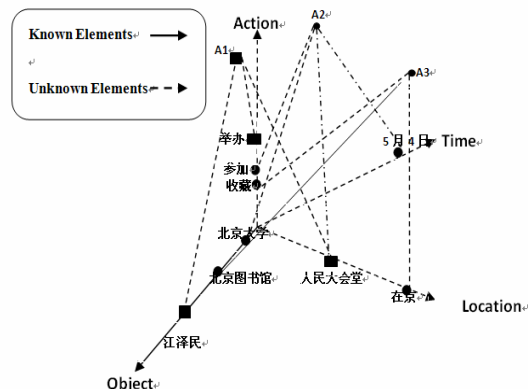 Action
A2
Known Elements
A1
A3
Unknown Elements
举办
5月4日
Time
参加
收藏
北京大学
北京图书馆
人民大会堂
在京
Location
江泽民
Object